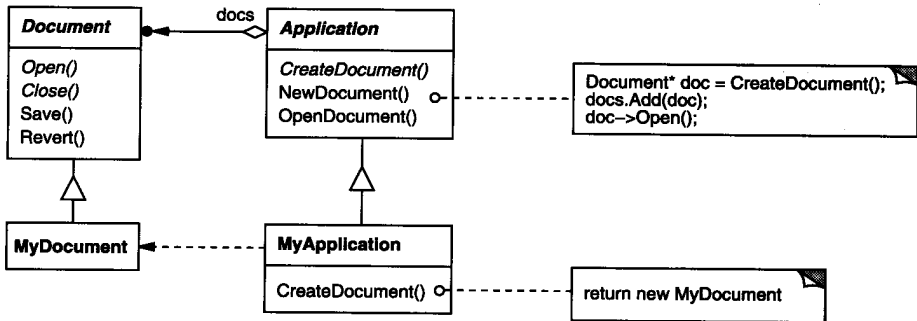 docs
Document
Open()
Close()
Save()
Revert()
Application
CreateDocument()
NewDocument()
OpenDocument()
Document* doc = CreateDocument();
docs.Add(doc);
doc->Open();
MyDocument
MyApplication
CreateDocument()
return new MyDocument